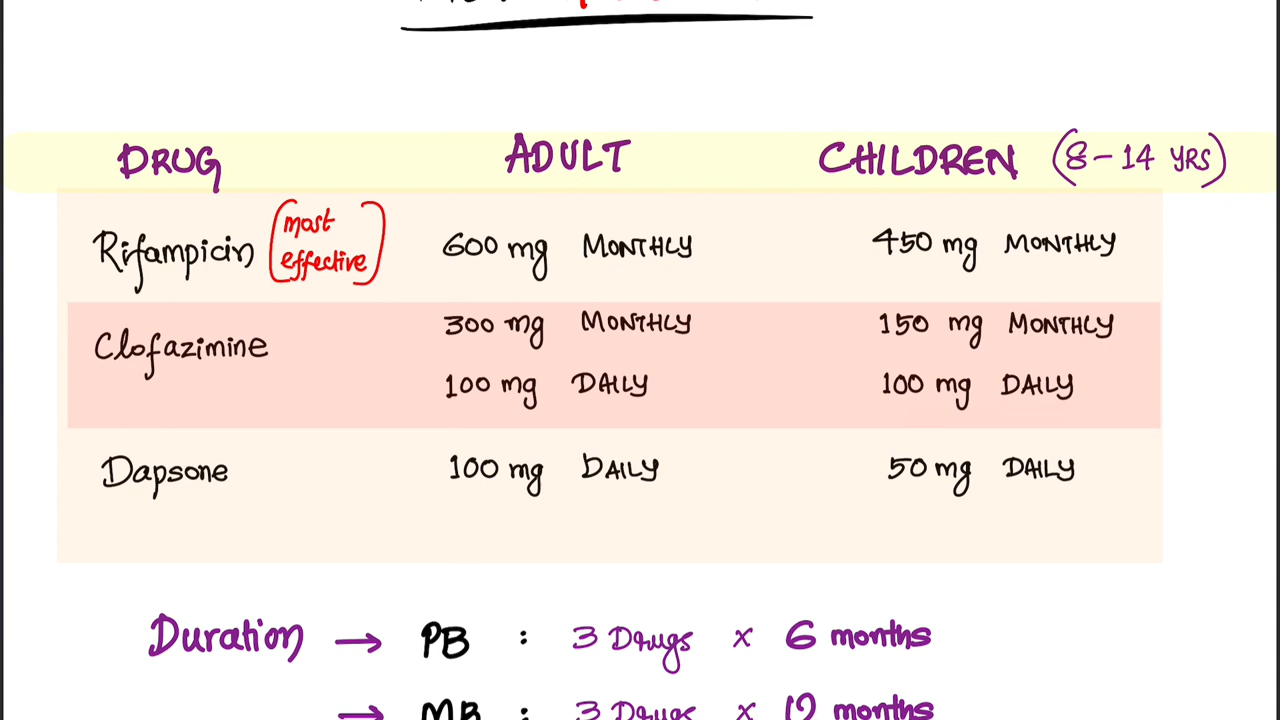 DRUG ADULT CHILDREN (8-14 YRS)
Rifampicin (most effective) 600 mg MONTHLY 450 mg MONTHLY
Clofazimine 300 mg MONTHLY 150 mg MONTHLY
100 mg DAILY 100 mg DAILY
Dapsone 100 mg DAILY 50 mg DAILY
Duration → PB : 3 Drugs x 6 months
→ MB : 3 Drugs x 12 months